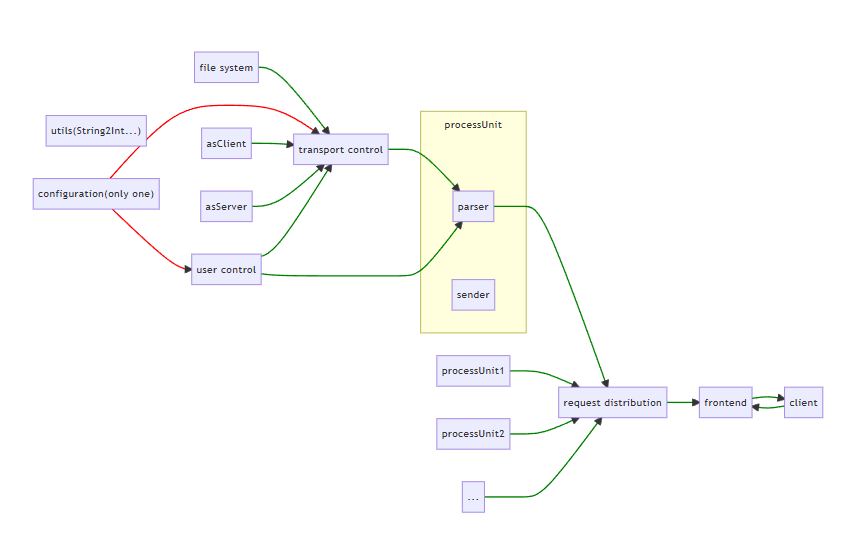 file system
utils(String2Int...)
asClient
transport control
processUnit
configuration(only one)
asServer
parser
user control
sender
processUnit1
request distribution
frontend
client
processUnit2
...